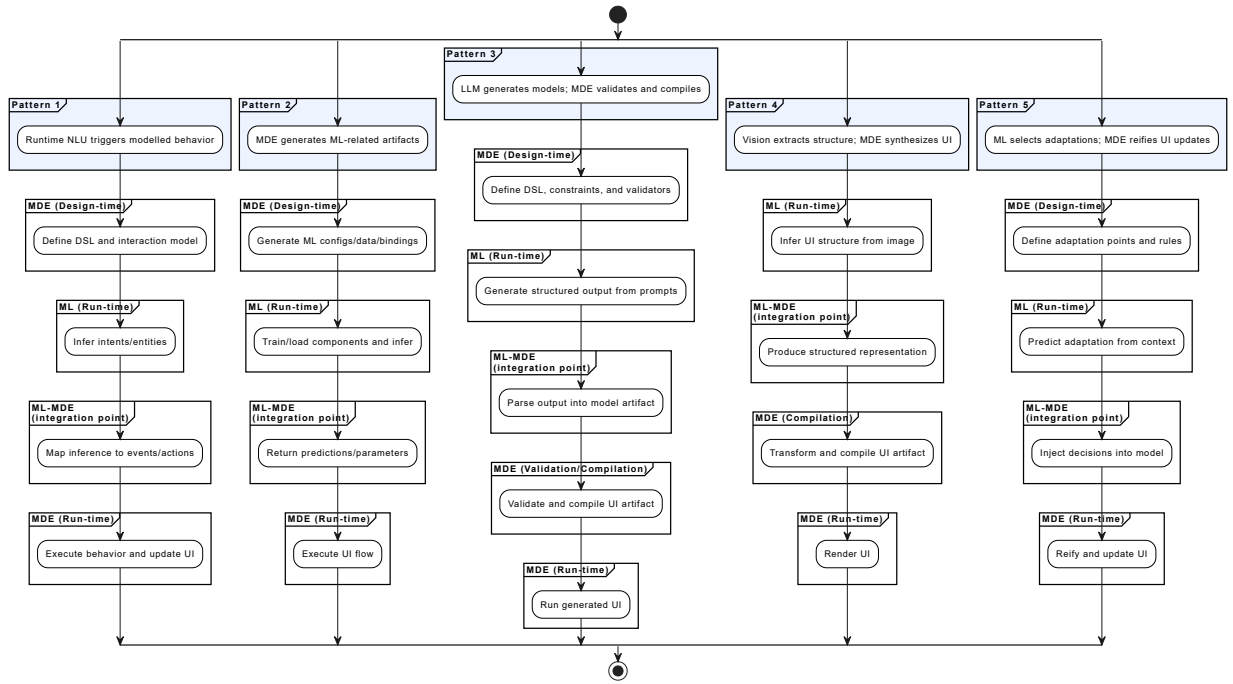 Pattern 1
Runtime NLU triggers modelled behavior
MDE (Design-time)
Define DSL and interaction model
ML (Run-time)
Infer intents/entities
ML-MDE
(integration point)
Map inference to events/actions
MDE (Run-time)
Execute behavior and update UI
Pattern 2
MDE generates ML-related artifacts
MDE (Design-time)
Generate ML configs/data/bindings
ML (Run-time)
Train/load components and infer
ML-MDE
(integration point)
Return predictions/parameters
MDE (Run-time)
Execute UI flow
Pattern 3
LLM generates models; MDE validates and compiles
MDE (Design-time)
Define DSL, constraints, and validators
ML (Run-time)
Generate structured output from prompts
ML-MDE
(integration point)
Parse output into model artifact
MDE (Validation/Compilation)
Validate and compile UI artifact
MDE (Run-time)
Run generated UI
Pattern 4
Vision extracts structure; MDE synthesizes UI
ML (Run-time)
Infer UI structure from image
ML-MDE
(integration point)
Produce structured representation
MDE (Compilation)
Transform and compile UI artifact
MDE (Run-time)
Render UI
Pattern 5
ML selects adaptations; MDE reifies UI updates
MDE (Design-time)
Define adaptation points and rules
ML (Run-time)
Predict adaptation from context
ML-MDE
(integration point)
Inject decisions into model
MDE (Run-time)
Reify and update UI